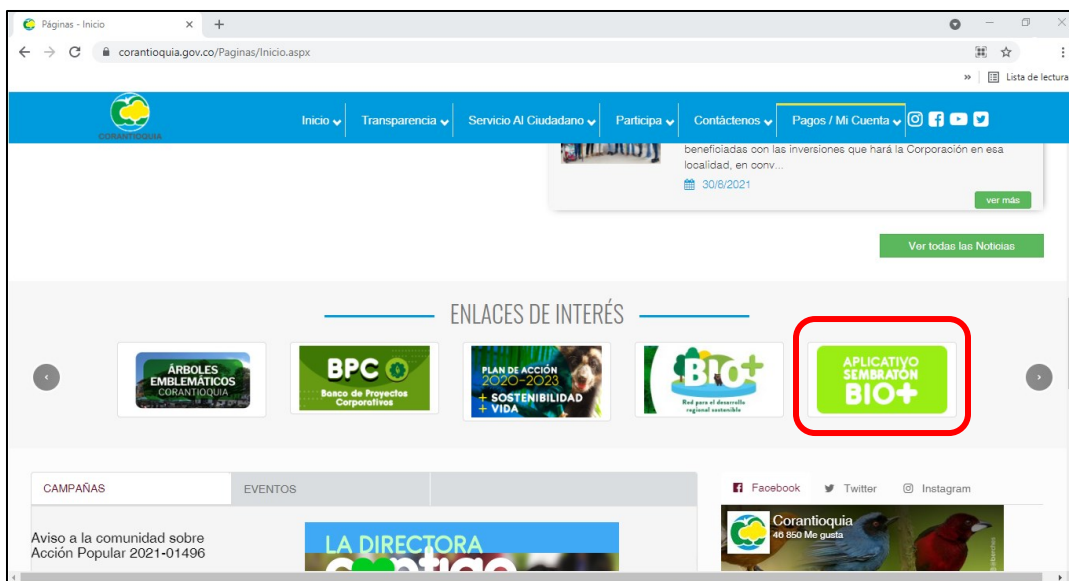 Páginas - Inicio
corantioquia.gov.co/Paginas/Inicio.aspx
» Lista de lectura
CORANTIOQUIA
Inicio
Transparencia
Servicio Al Ciudadano
Participa
Contáctenos
Pagos / Mi Cuenta
beneficiadas con las inversiones que hará la Corporación en esa
localidad, en conv...
30/8/2021
ver más
Ver todas las Noticias
ENLACES DE INTERÉS
ÁRBOLES
EMBLEMÁTICOS
CORANTIOQUIA
BPC
Banco de Proyectos
Corporativos
PLAN DE ACCIÓN
2020-2023
+ SOSTENIBILIDAD
+ VIDA
BIO+
Red para el desarrollo
regional sostenible
APLICATIVO
SEMBRATÓN
BIO+
CAMPAÑAS
EVENTOS
Facebook
Twitter
Instagram
Aviso a la comunidad sobre
Acción Popular 2021-01496
LA DIRECTORA
contigo
Corantioquia
46 850 Me gusta